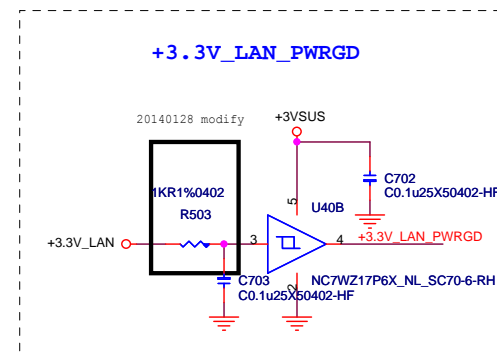 +3.3V_LAN_PWRGD
20140128 modify
+3VSUS
C702
C0.1u25X50402-HF
1KR1%0402
R503
5
U40B
+3.3V_LAN
3
4
+3.3V_LAN_PWRGD
2
C703
C0.1u25X50402-HF
NC7WZ17P6X_NL_SC70-6-RH